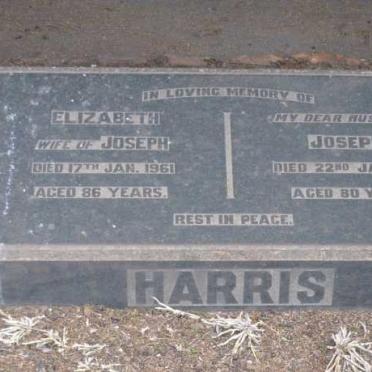 IN LOVING MEMORY OF
ELIZABETH
WIFE OF JOSEPH
DIED 17TH JAN. 1961
AGED 86 YEARS.
MY DEAR HUS
JOSEP
DIED 22ND JA
AGED 80 Y
REST IN PEACE.
HARRIS